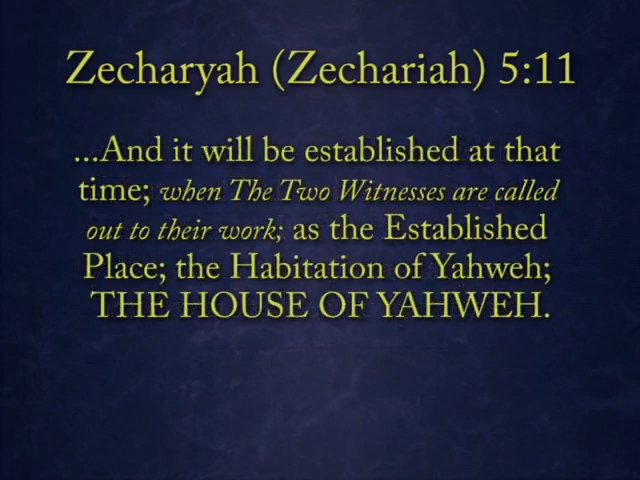 Zecharyah (Zechariah) 5:11
...And it will be established at that
time; when The Two Witnesses are called
out to their work; as the Established
Place; the Habitation of Yahweh;
THE HOUSE OF YAHWEH.